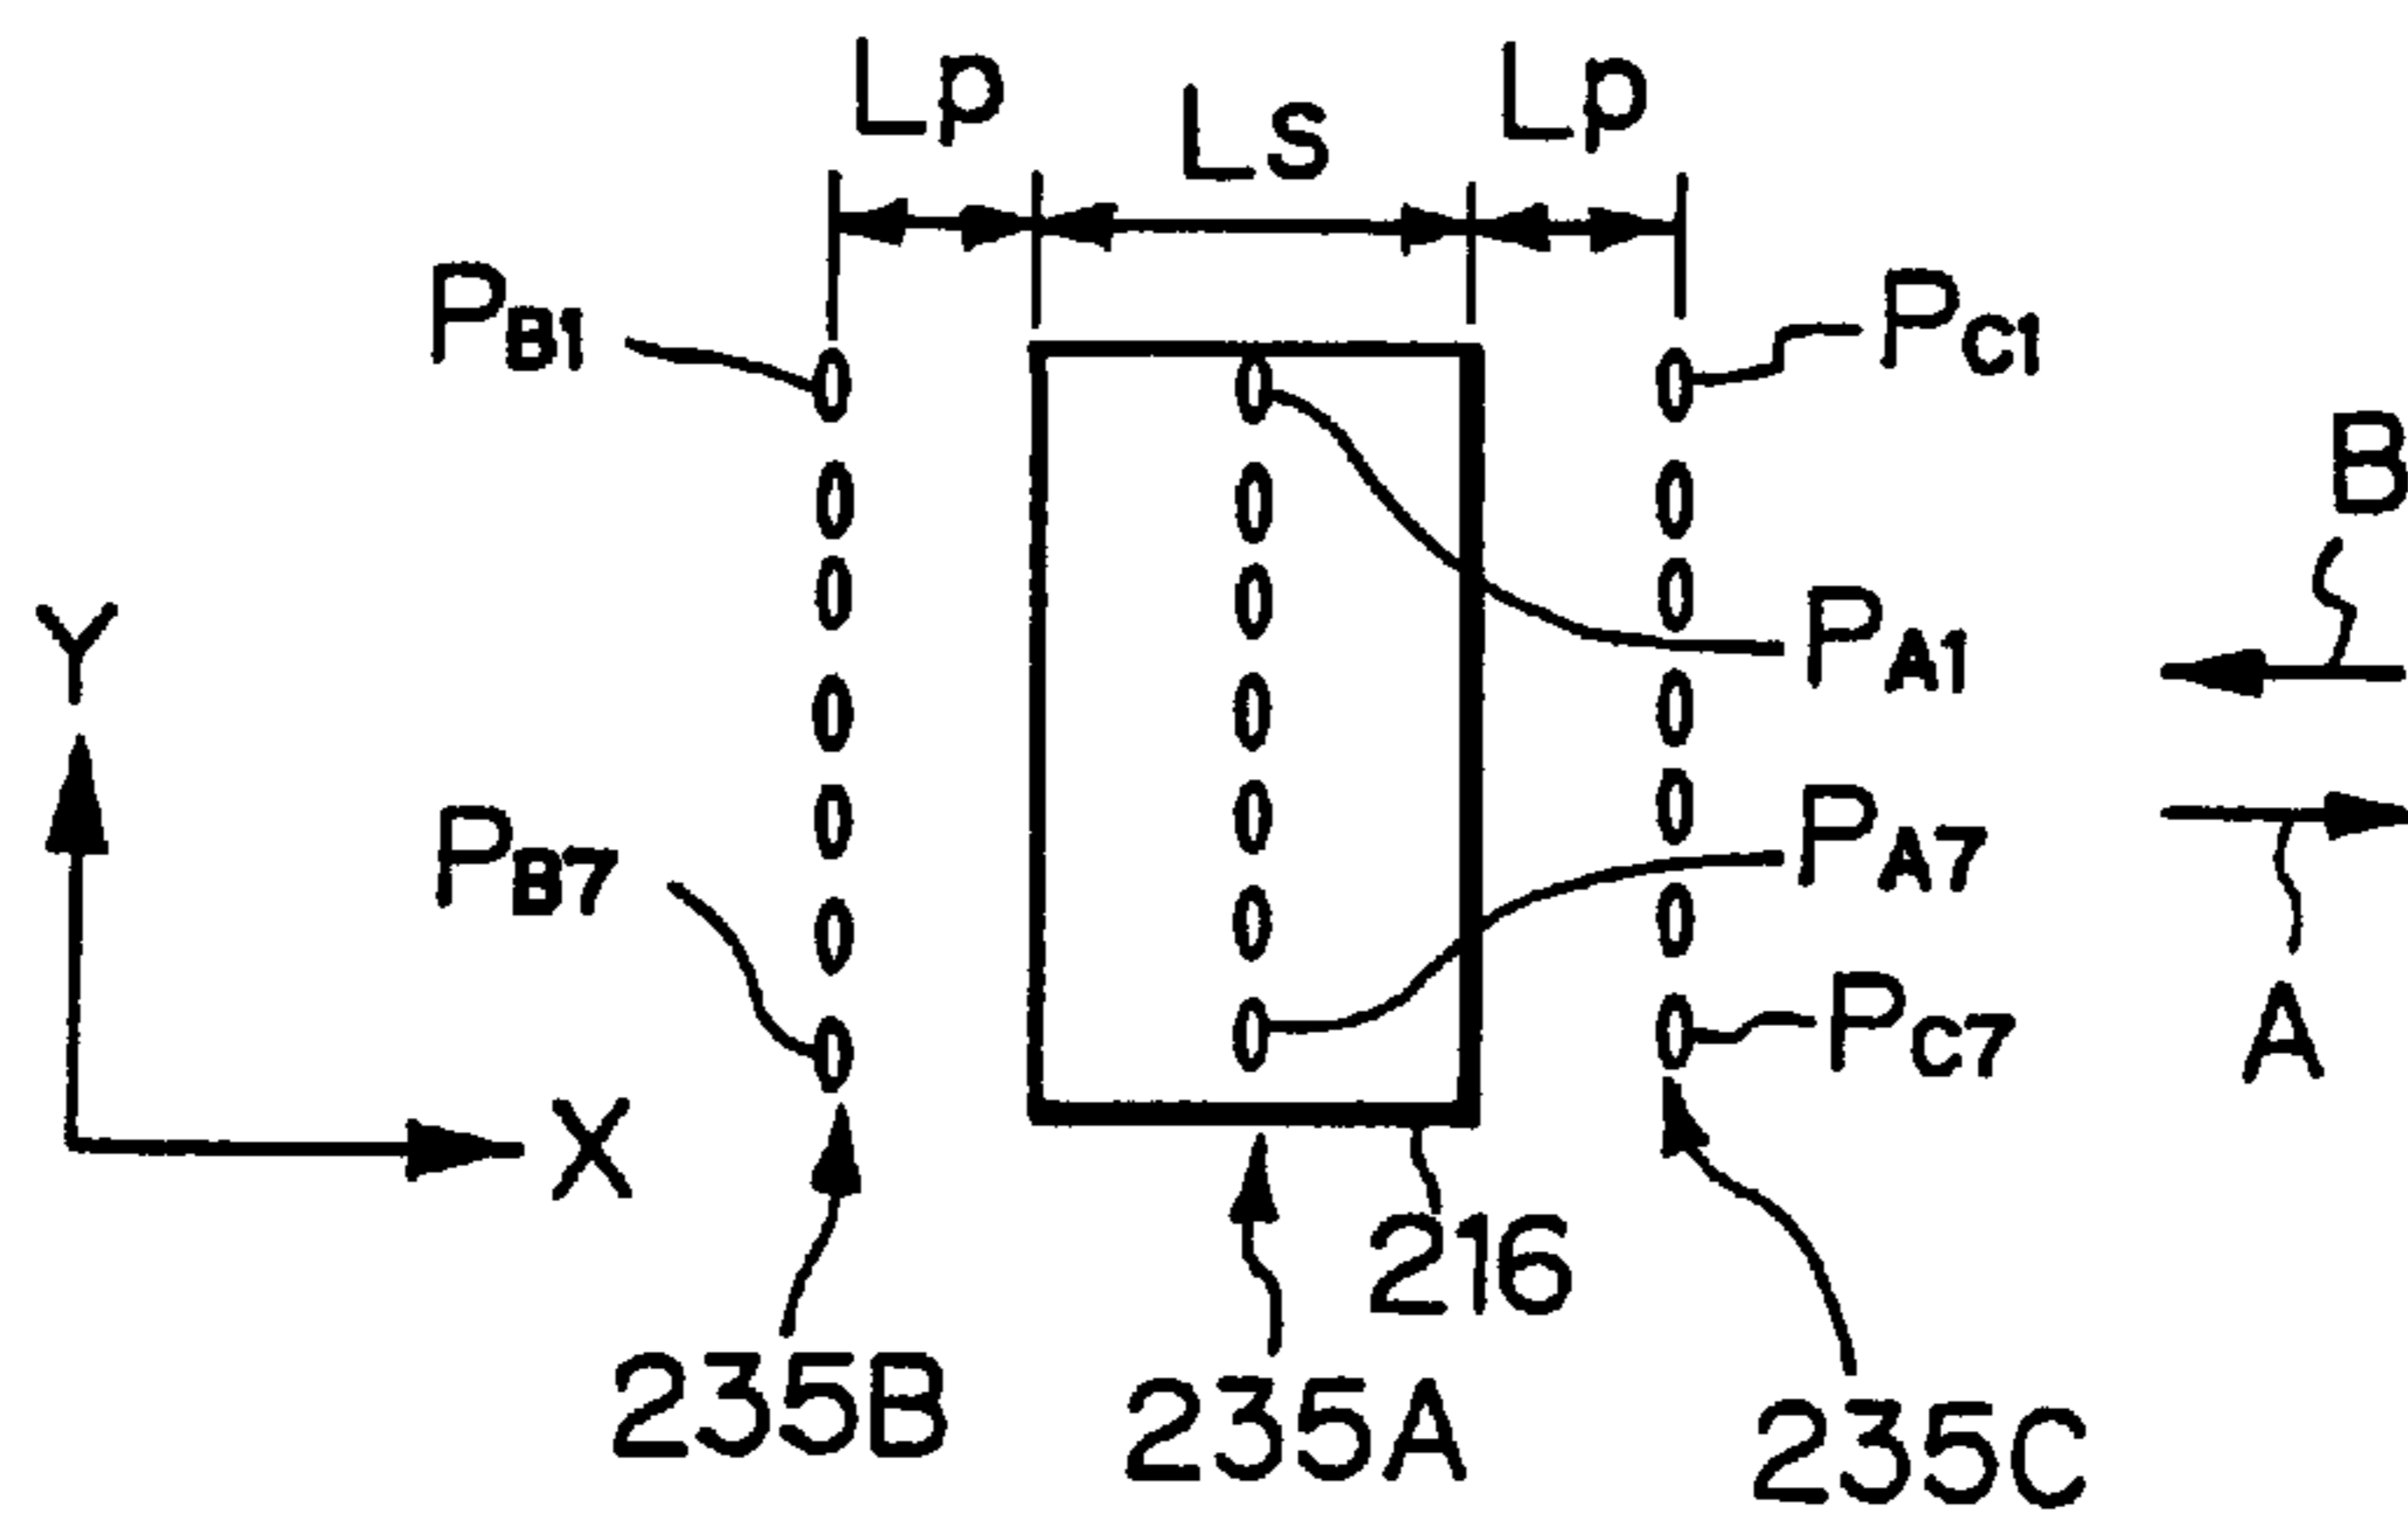 Lp Ls Lp
PB1 PC1
B
PA1
Y
PA7
PB7
PC7
A
X
216
235B 235A 235C